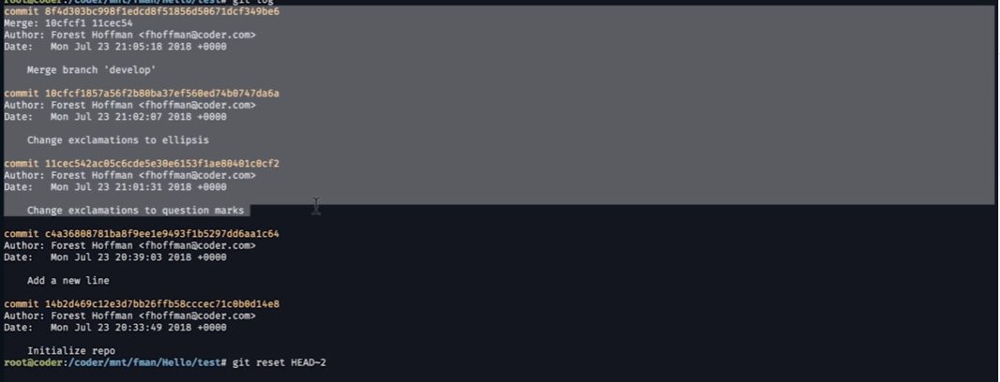 root@coder:/coder/mnt/fman/Hello/test# git log
commit 8f4d303bc998f1edcd8f51856d50671dcf349be6
Merge: 10cfcf1 11cec54
Author: Forest Hoffman <fhoffman@coder.com>
Date:   Mon Jul 23 21:05:18 2018 +0000
    Merge branch 'develop'
commit 10cfcf1857a56f2b80ba37ef560ed74b0747da6a
Author: Forest Hoffman <fhoffman@coder.com>
Date:   Mon Jul 23 21:02:07 2018 +0000
    Change exclamations to ellipsis
commit 11cec542ac05c6cde5e30e6153f1ae80401c0cf2
Author: Forest Hoffman <fhoffman@coder.com>
Date:   Mon Jul 23 21:01:31 2018 +0000
    Change exclamations to question marks
commit c4a36808781ba8f9ee1e9493f1b5297dd6aa1c64
Author: Forest Hoffman <fhoffman@coder.com>
Date:   Mon Jul 23 20:39:03 2018 +0000
    Add a new line
commit 14b2d469c12e3d7bb26ffb58cccec71c0b0d14e8
Author: Forest Hoffman <fhoffman@coder.com>
Date:   Mon Jul 23 20:33:49 2018 +0000
    Initialize repo
root@coder:/coder/mnt/fman/Hello/test# git reset HEAD~2